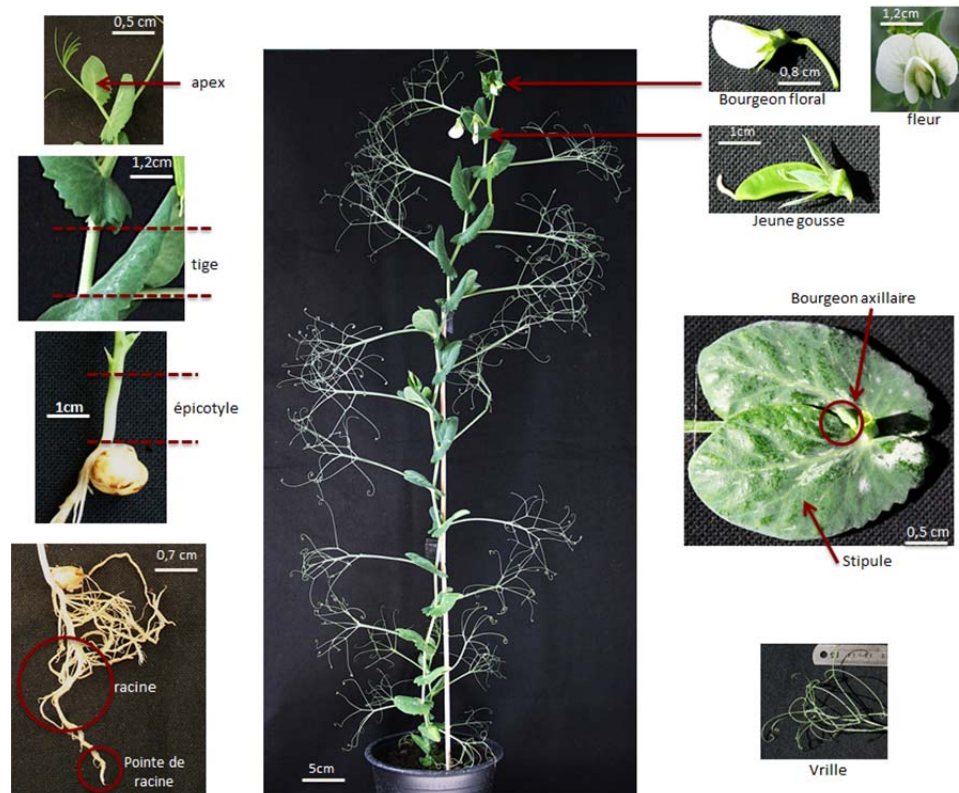 0,5 cm
apex
1,2cm
tige
1cm
épicotyle
0,7 cm
racine
Pointe de
racine
5cm
0.8 cm
Bourgeon floral
1,2cm
fleur
1cm
Jeune gousse
Bourgeon axillaire
0,5 cm
Stipule
Vrille